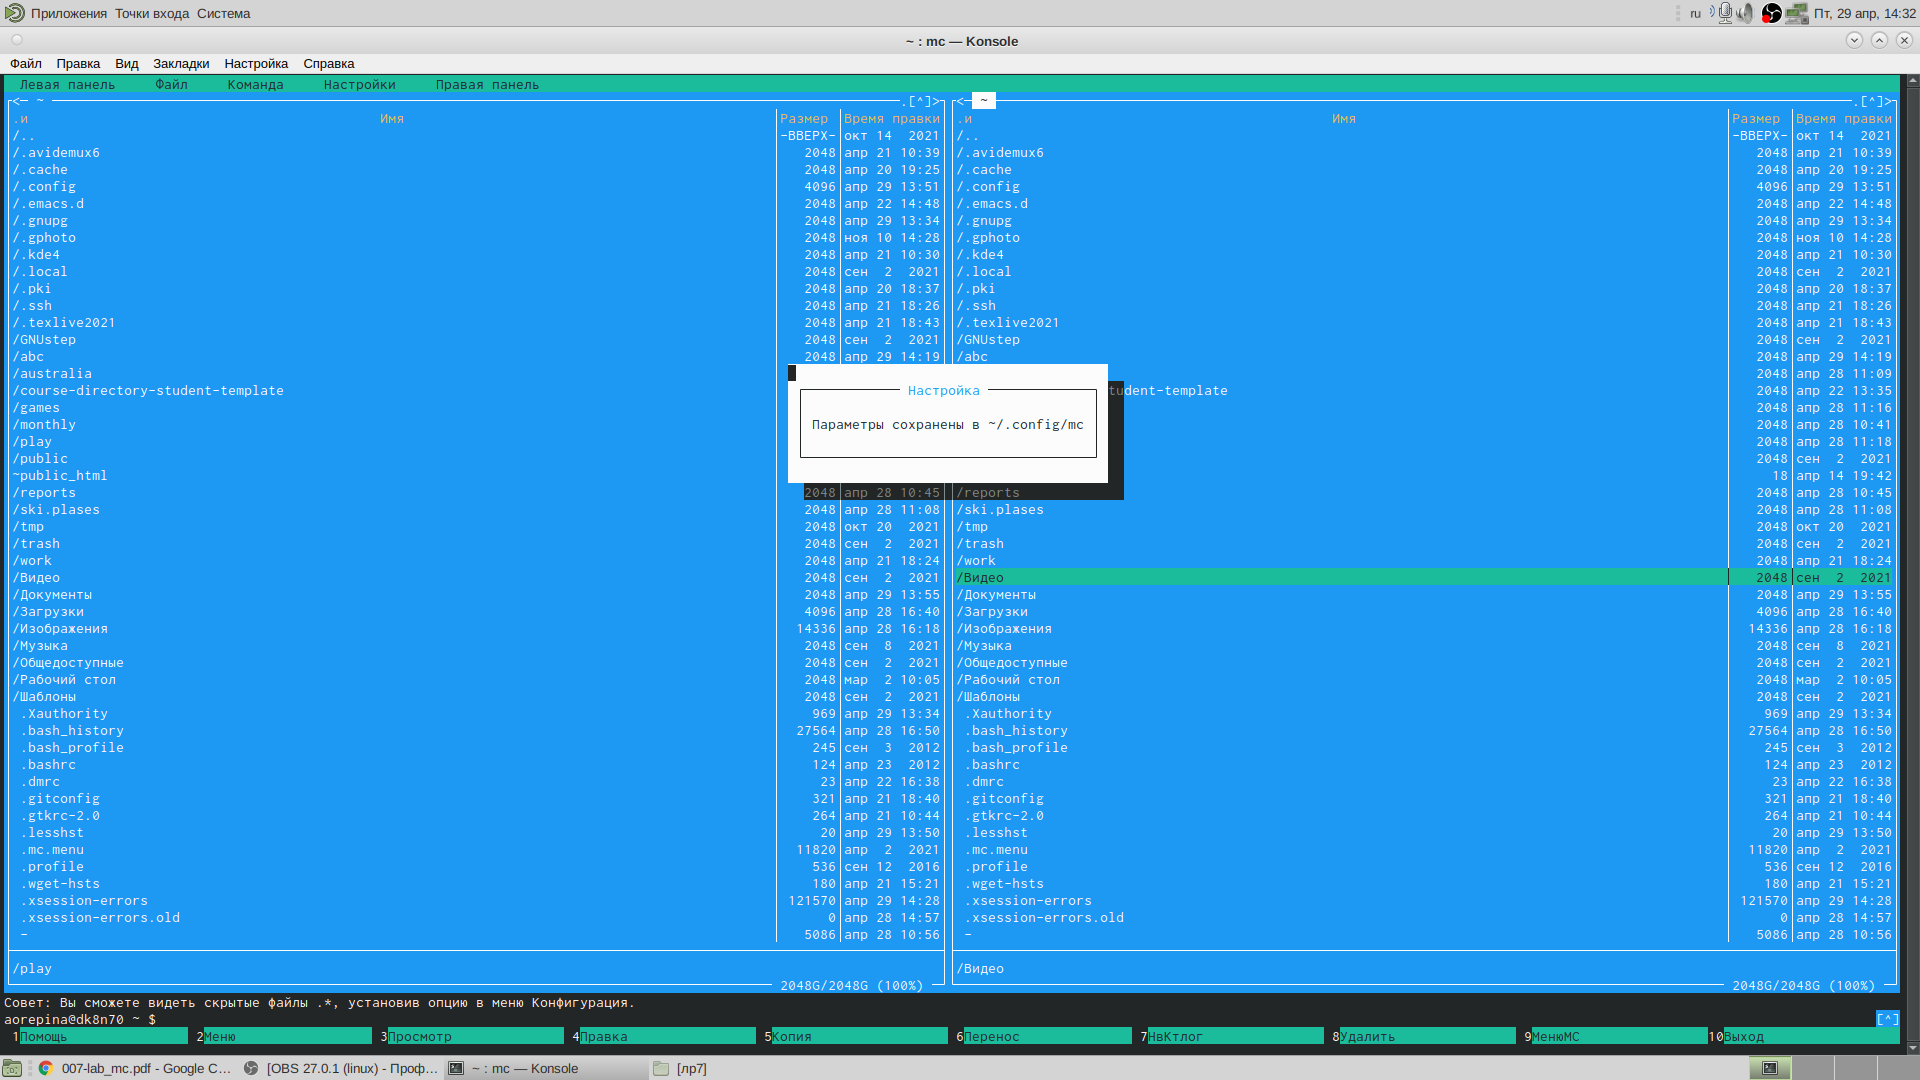 Приложения Точки входа Система
ru Пт, 29 апр, 14:32
~ : mc — Konsole
Файл Правка Вид Закладки Настройка Справка
Левая панель Файл Команда Настройки Правая панель
<─ ~ .[^]> <─ ~ .[^]>
.и Имя Размер Время правки .и Имя Размер Время правки
/.. -ВВЕРХ- окт 14 2021 /.. -ВВЕРХ- окт 14 2021
/.avidemux6 2048 апр 21 10:39 /.avidemux6 2048 апр 21 10:39
/.cache 2048 апр 20 19:25 /.cache 2048 апр 20 19:25
/.config 4096 апр 29 13:51 /.config 4096 апр 29 13:51
/.emacs.d 2048 апр 22 14:48 /.emacs.d 2048 апр 22 14:48
/.gnupg 2048 апр 29 13:34 /.gnupg 2048 апр 29 13:34
/.gphoto 2048 ноя 10 14:28 /.gphoto 2048 ноя 10 14:28
/.kde4 2048 апр 21 10:30 /.kde4 2048 апр 21 10:30
/.local 2048 сен 2 2021 /.local 2048 сен 2 2021
/.pki 2048 апр 20 18:37 /.pki 2048 апр 20 18:37
/.ssh 2048 апр 21 18:26 /.ssh 2048 апр 21 18:26
/.texlive2021 2048 апр 21 18:43 /.texlive2021 2048 апр 21 18:43
/GNUstep 2048 сен 2 2021 /GNUstep 2048 сен 2 2021
/abc 2048 апр 29 14:19 /abc 2048 апр 29 14:19
/australia 2048 апр 28 11:09
/course-directory-student-template Настройка tudent-template 2048 апр 22 13:35
/games 2048 апр 28 11:16
/monthly Параметры сохранены в ~/.config/mc 2048 апр 28 10:41
/play 2048 апр 28 11:18
/public 2048 сен 2 2021
~public_html 18 апр 14 19:42
/reports 2048 апр 28 10:45 /reports 2048 апр 28 10:45
/ski.plases 2048 апр 28 11:08 /ski.plases 2048 апр 28 11:08
/tmp 2048 окт 20 2021 /tmp 2048 окт 20 2021
/trash 2048 сен 2 2021 /trash 2048 сен 2 2021
/work 2048 апр 21 18:24 /work 2048 апр 21 18:24
/Видео 2048 сен 2 2021 /Видео 2048 сен 2 2021
/Документы 2048 апр 29 13:55 /Документы 2048 апр 29 13:55
/Загрузки 4096 апр 28 16:40 /Загрузки 4096 апр 28 16:40
/Изображения 14336 апр 28 16:18 /Изображения 14336 апр 28 16:18
/Музыка 2048 сен 8 2021 /Музыка 2048 сен 8 2021
/Общедоступные 2048 сен 2 2021 /Общедоступные 2048 сен 2 2021
/Рабочий стол 2048 мар 2 10:05 /Рабочий стол 2048 мар 2 10:05
/Шаблоны 2048 сен 2 2021 /Шаблоны 2048 сен 2 2021
.Xauthority 969 апр 29 13:34 .Xauthority 969 апр 29 13:34
.bash_history 27564 апр 28 16:50 .bash_history 27564 апр 28 16:50
.bash_profile 245 сен 3 2012 .bash_profile 245 сен 3 2012
.bashrc 124 апр 23 2012 .bashrc 124 апр 23 2012
.dmrc 23 апр 22 16:38 .dmrc 23 апр 22 16:38
.gitconfig 321 апр 21 18:40 .gitconfig 321 апр 21 18:40
.gtkrc-2.0 264 апр 21 10:44 .gtkrc-2.0 264 апр 21 10:44
.lesshst 20 апр 29 13:50 .lesshst 20 апр 29 13:50
.mc.menu 11820 апр 2 2021 .mc.menu 11820 апр 2 2021
.profile 536 сен 12 2016 .profile 536 сен 12 2016
.wget-hsts 180 апр 21 15:21 .wget-hsts 180 апр 21 15:21
.xsession-errors 121570 апр 29 14:28 .xsession-errors 121570 апр 29 14:28
.xsession-errors.old 0 апр 28 14:57 .xsession-errors.old 0 апр 28 14:57
- 5086 апр 28 10:56 - 5086 апр 28 10:56
/play /Видео
2048G/2048G (100%) 2048G/2048G (100%)
Совет: Вы сможете видеть скрытые файлы .*, установив опцию в меню Конфигурация.
aorepina@dk8n70 ~ $ [^]
1Помощь 2Меню 3Просмотр 4Правка 5Копия 6Перенос 7НвКтлог 8Удалить 9МенюMC 10Выход
007-lab_mc.pdf - Google C... [OBS 27.0.1 (linux) - Проф... ~ : mc — Konsole [лр7]